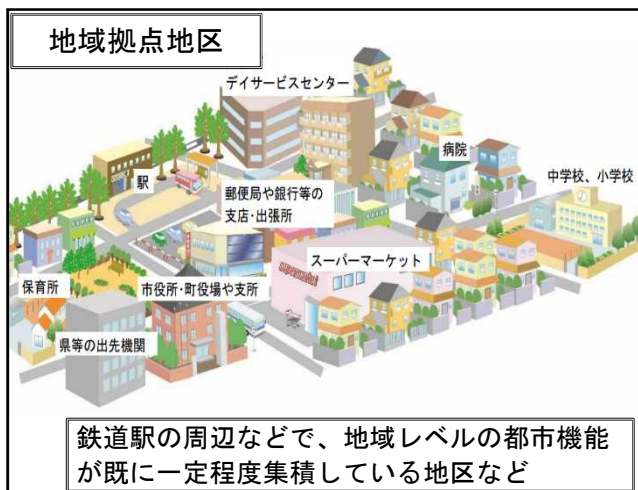 地域拠点地区
デイサービスセンター
駅
病院
中学校、小学校
郵便局や銀行等の
支店・出張所
スーパーマーケット
supermarket
保育所
市役所・町役場や支所
県等の出先機関
鉄道駅の周辺などで、地域レベルの都市機能
が既に一定程度集積している地区など